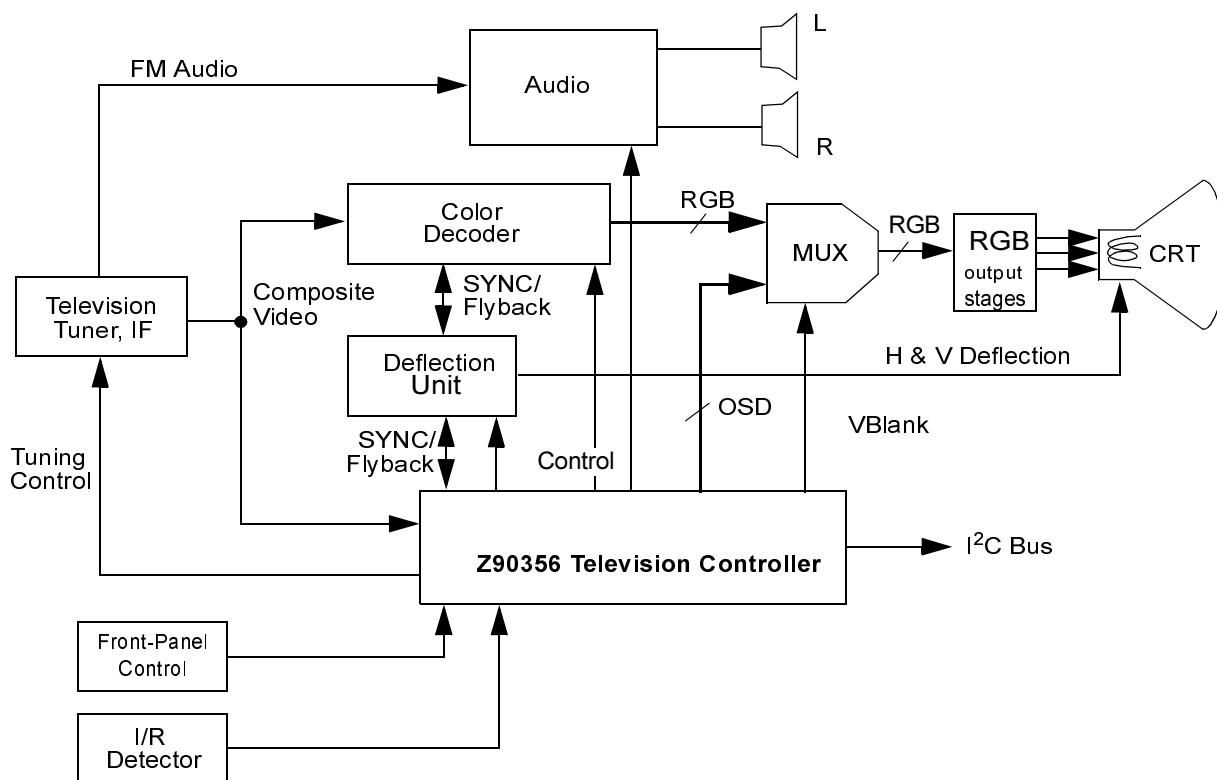 L
FM Audio
Audio
R
RGB
Color
Decoder
RGB
MUX
RGB
output
stages
CRT
SYNC/
Flyback
Composite
Video
Television
Tuner, IF
H & V Deflection
Deflection
Unit
OSD
VBlank
SYNC/
Flyback
Control
Tuning
Control
Z90356 Television Controller
I²C Bus
Front-Panel
Control
I/R
Detector